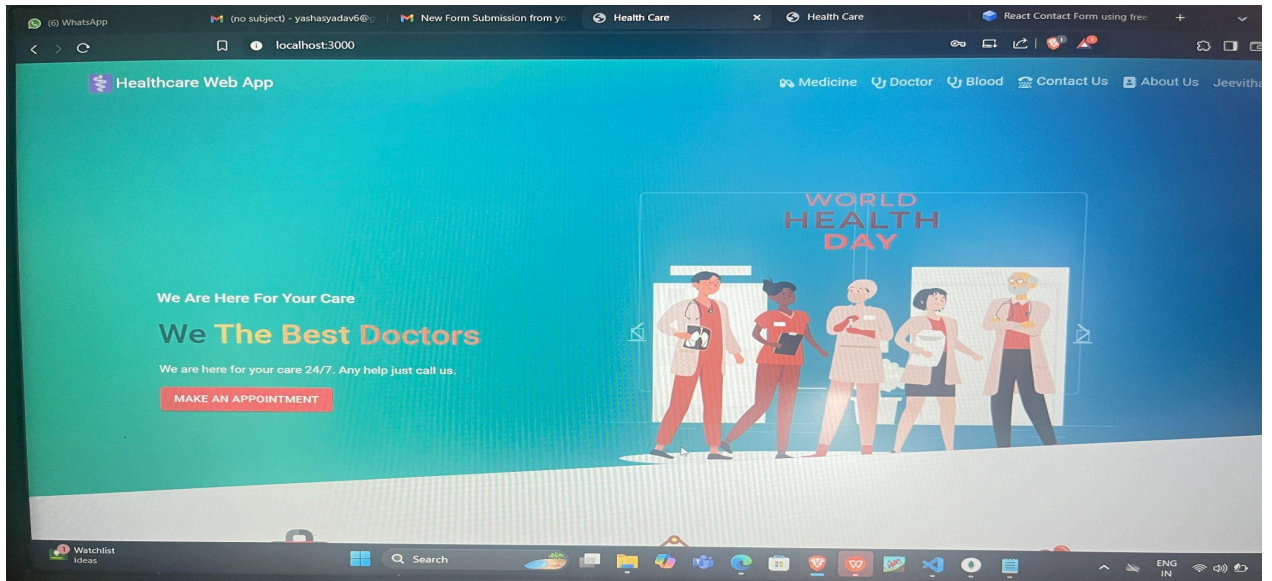 (6) WhatsApp
(no subject) - yashasyadav6@g
New Form Submission from yo
Health Care
Health Care
React Contact Form using free
localhost:3000
Healthcare Web App
Medicine
Doctor
Blood
Contact Us
About Us
Jeevitha
WORLD
HEALTH
DAY
We Are Here For Your Care
We The Best Doctors
We are here for your care 24/7. Any help just call us.
MAKE AN APPOINTMENT
Watchlist
Ideas
Search
ENG
IN